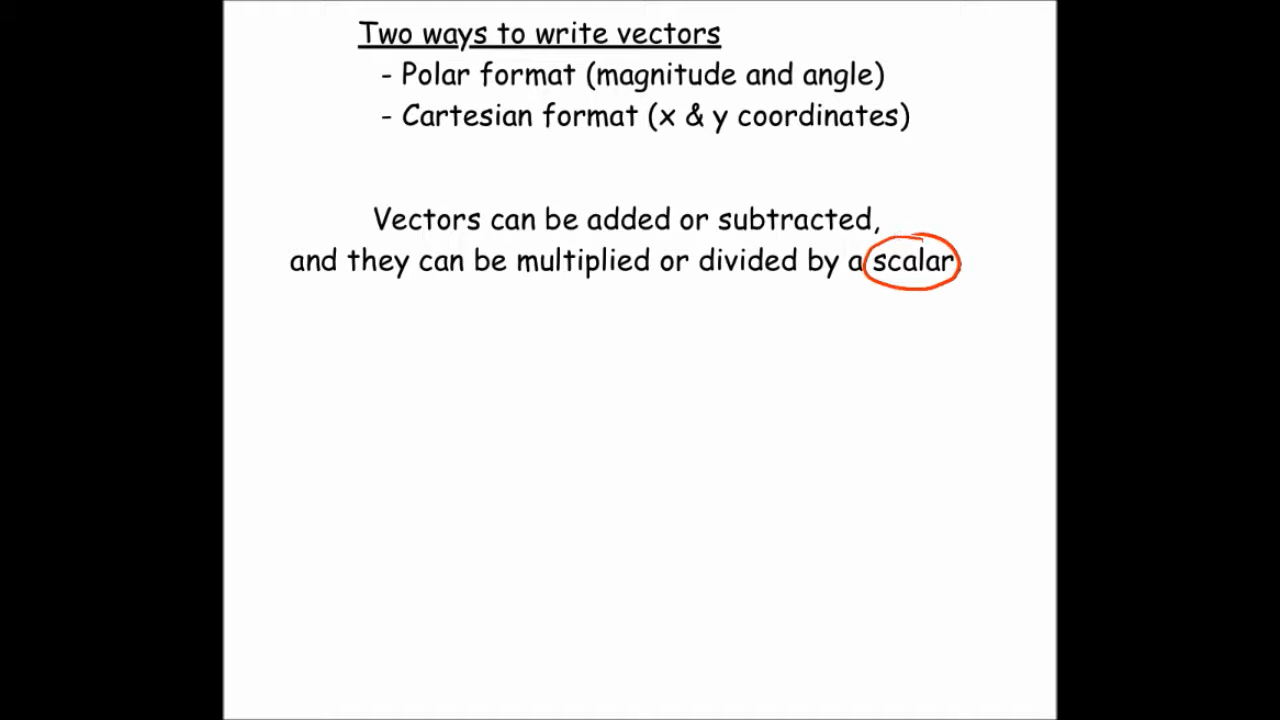 Two ways to write vectors
- Polar format (magnitude and angle)
- Cartesian format (x & y coordinates)
Vectors can be added or subtracted,
and they can be multiplied or divided by a scalar